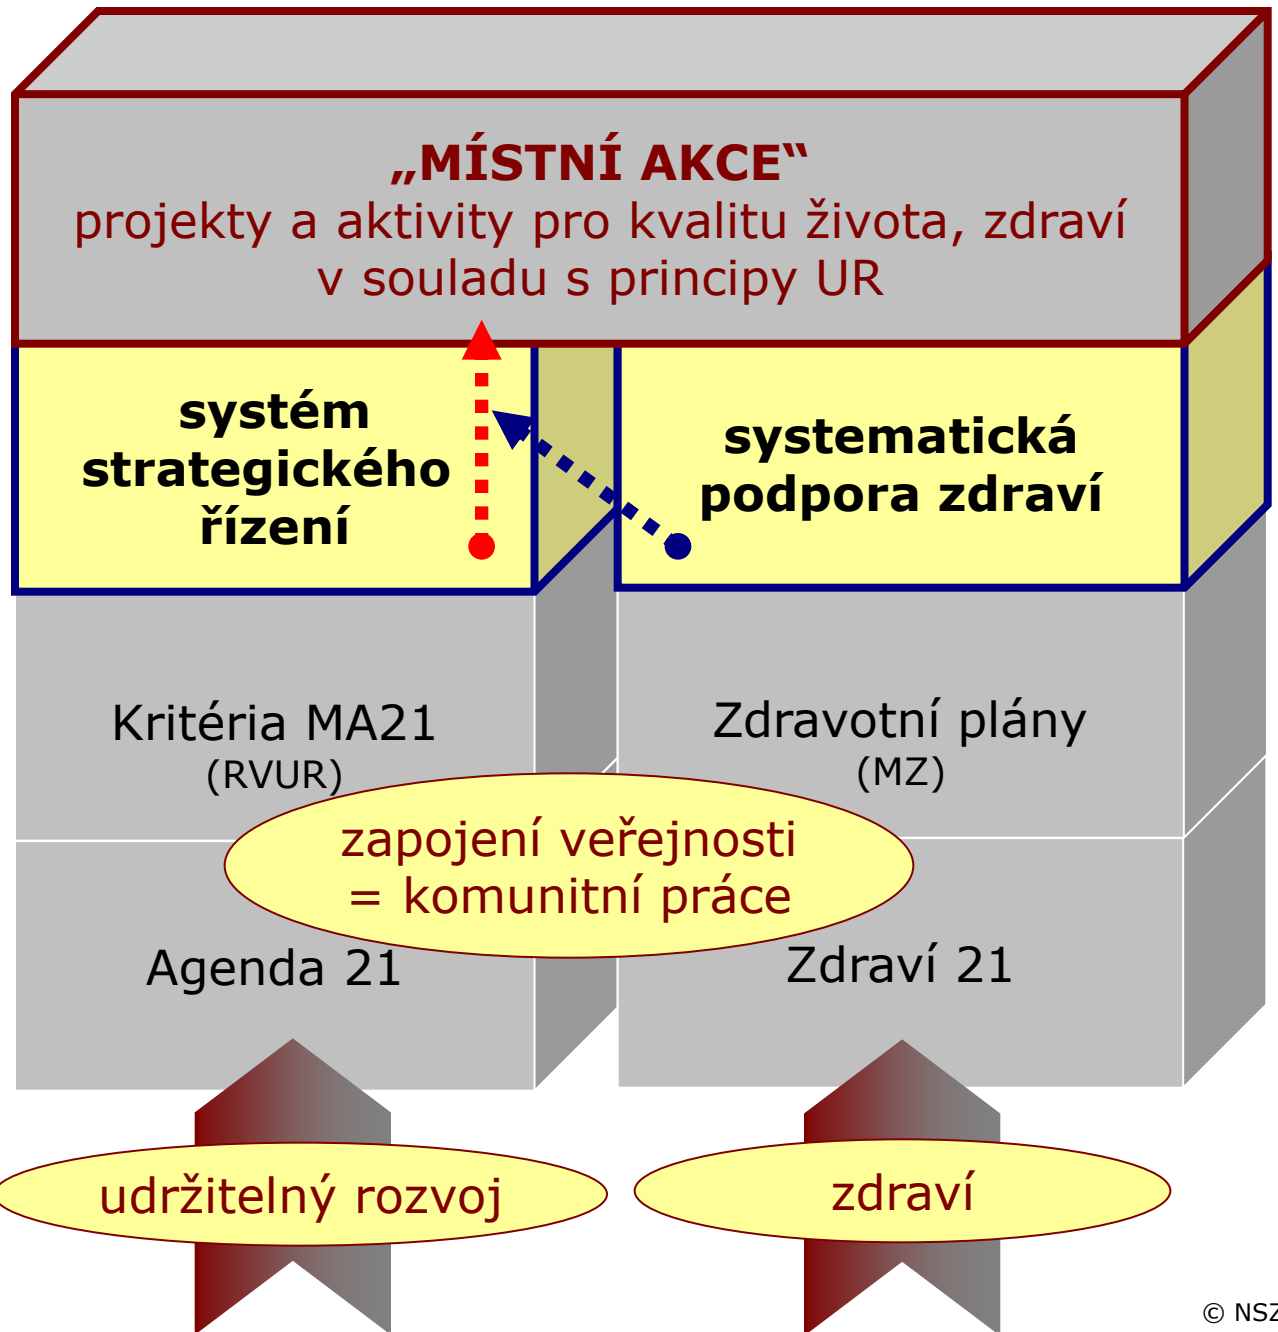 „MÍSTNÍ AKCE“
projekty a aktivity pro kvalitu života, zdraví
v souladu s principy UR
systém
strategického
řízení
systematická
podpora zdraví
Kritéria MA21
(RVUR)
Zdravotní plány
(MZ)
zapojení veřejnosti
= komunitní práce
Agenda 21
Zdraví 21
udržitelný rozvoj
zdraví
© NSZ